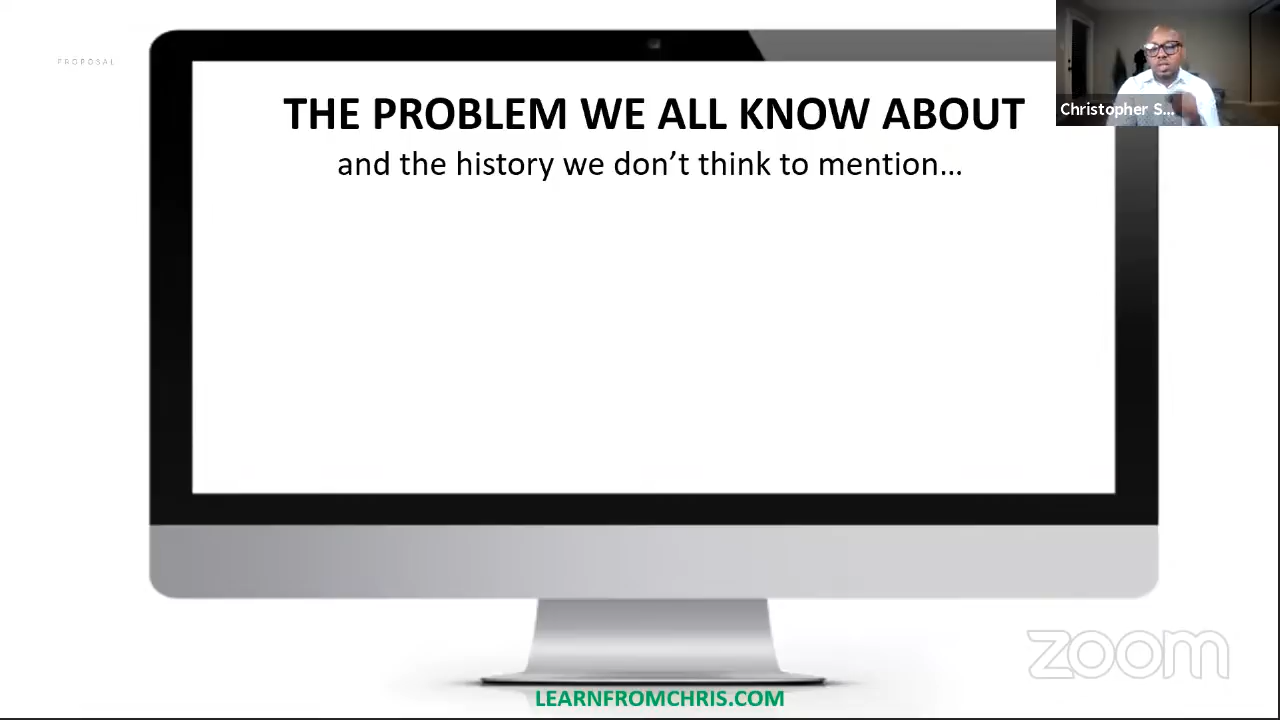 PROPOSAL
THE PROBLEM WE ALL KNOW ABOUT
and the history we don’t think to mention…
Christopher S...
zoom
LEARNFROMCHRIS.COM